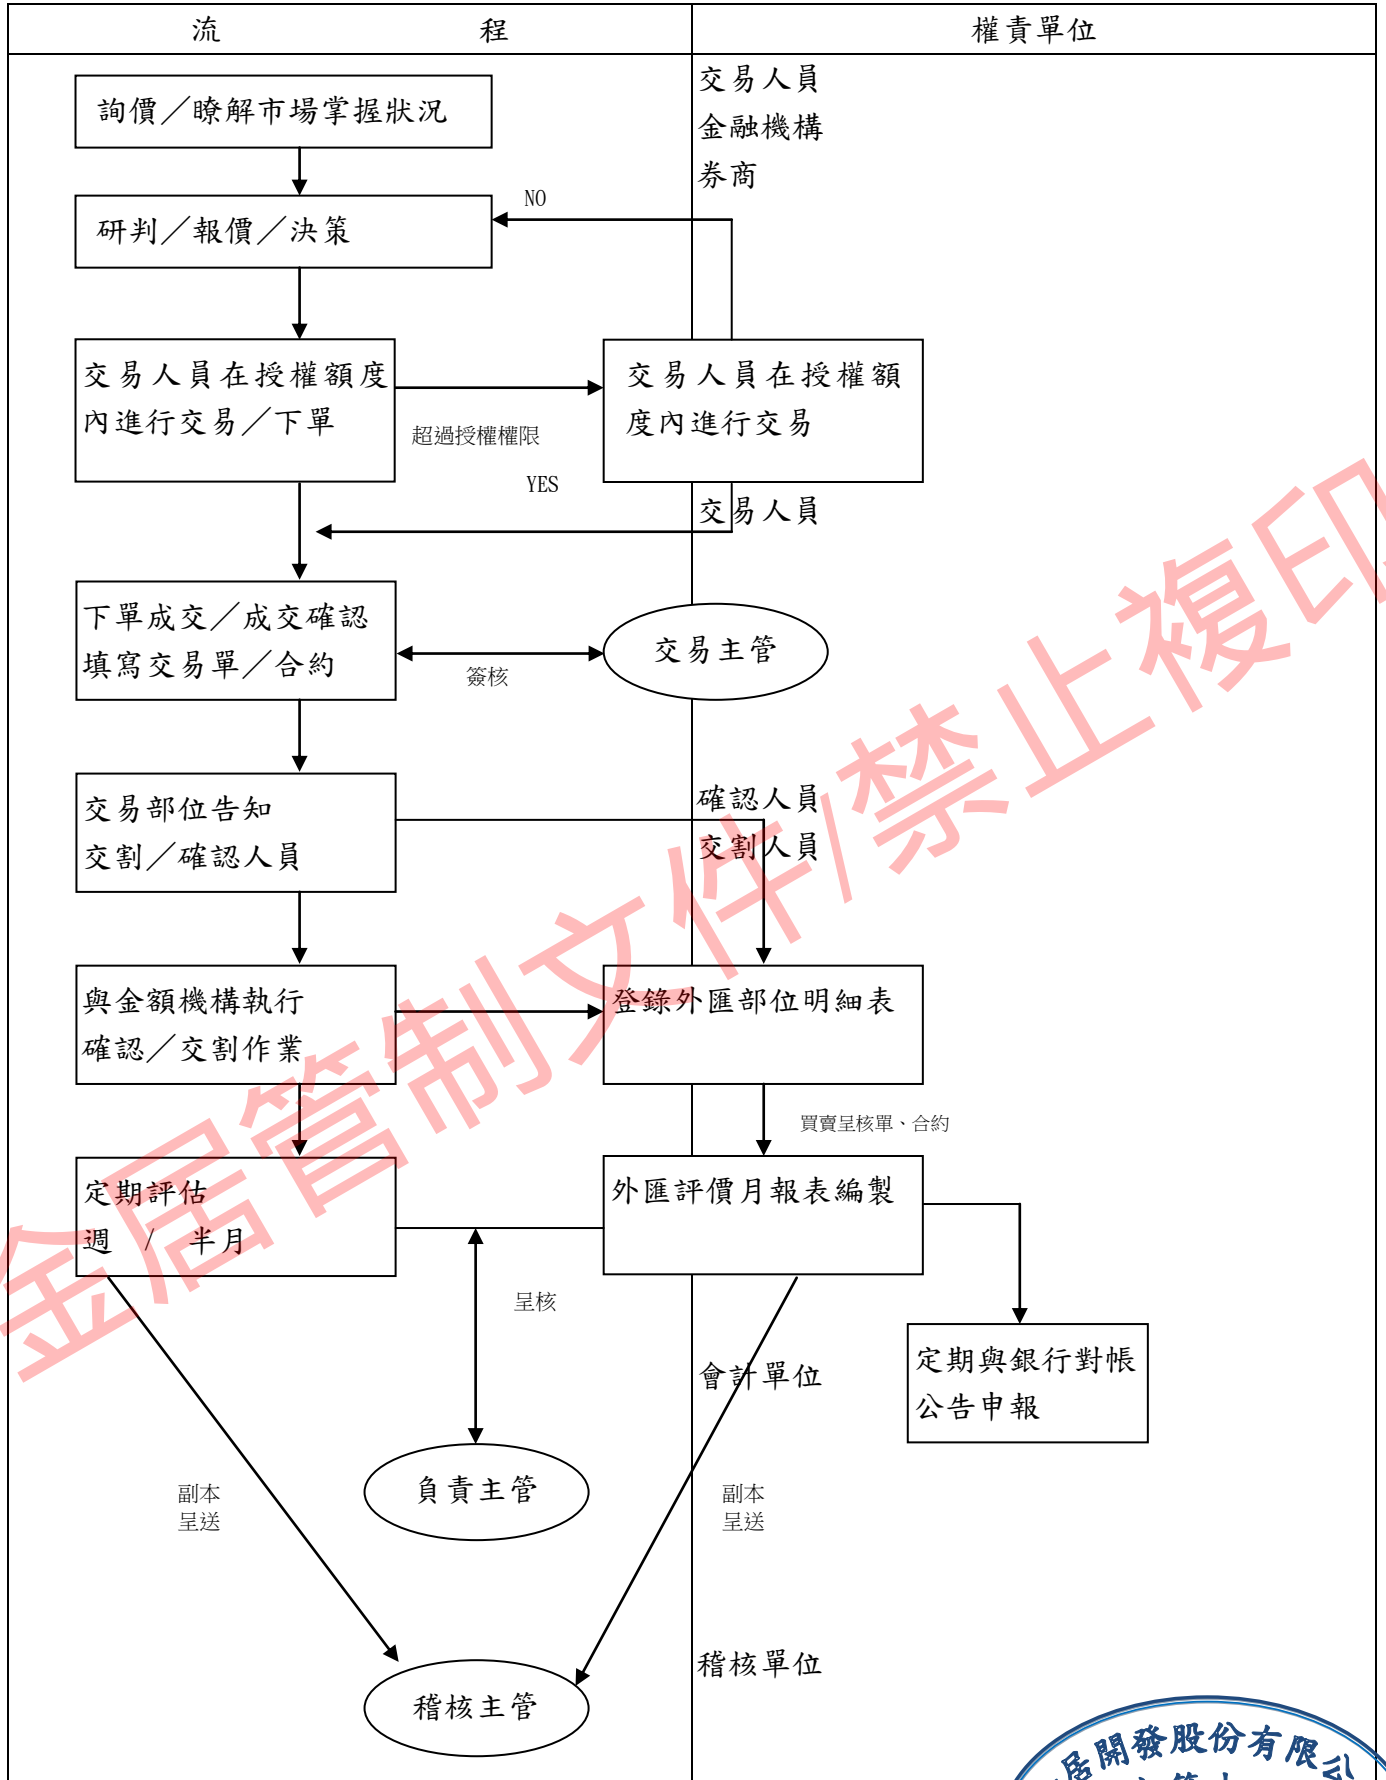 流 程
權責單位
交易人員
金融機構
券商
詢價／瞭解市場掌握狀況
NO
研判／報價／決策
交易人員在授權額度
內進行交易／下單
超過授權權限
交易人員在授權額
度內進行交易
YES
交易人員
下單成交／成交確認
填寫交易單／合約
簽核
交易主管
交易部位告知
交割／確認人員
確認人員
交割人員
與金額機構執行
確認／交割作業
登錄外匯部位明細表
買賣呈核單、合約
定期評估
週 / 半月
外匯評價月報表編製
呈核
定期與銀行對帳
公告申報
會計單位
負責主管
副本
呈送
副本
呈送
稽核單位
稽核主管
金居管制文件/禁止複印
居開發股份有限公